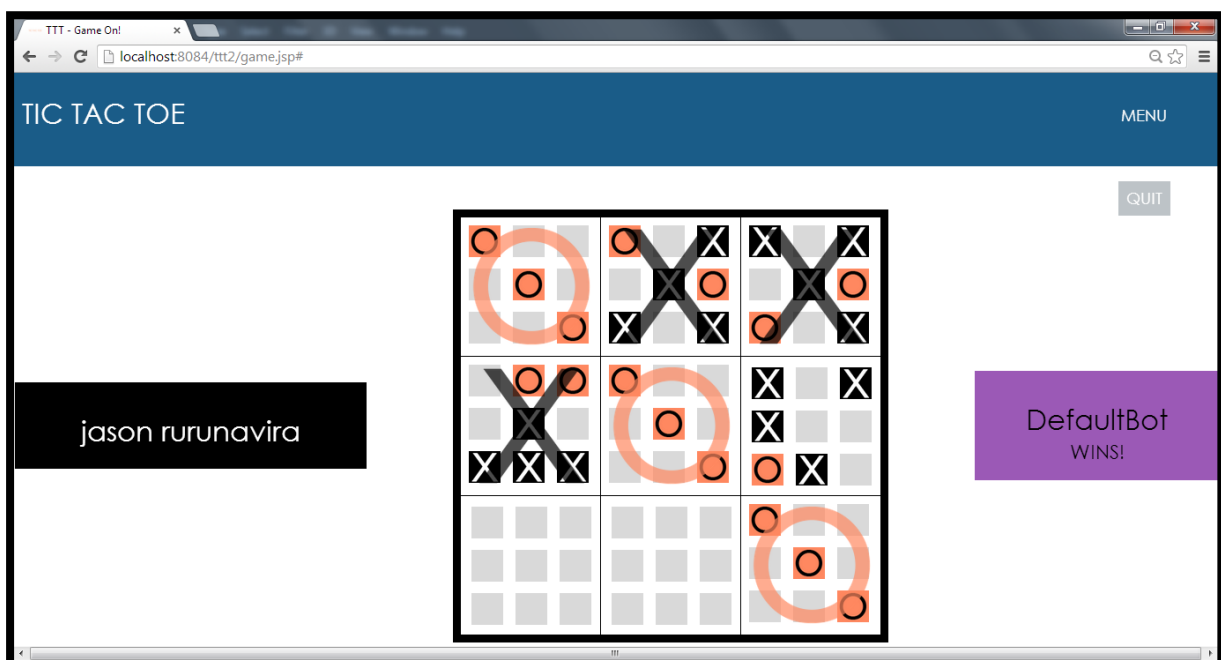 TTT - Game On!
localhost:8084/ttt2/game.jsp#
TIC TAC TOE
MENU
QUIT
O O X X X
O X O X O
O X X O X
O O O X X
X O X
X X X O O X
O
O
O
jason rurunavira
DefaultBot
WINS!